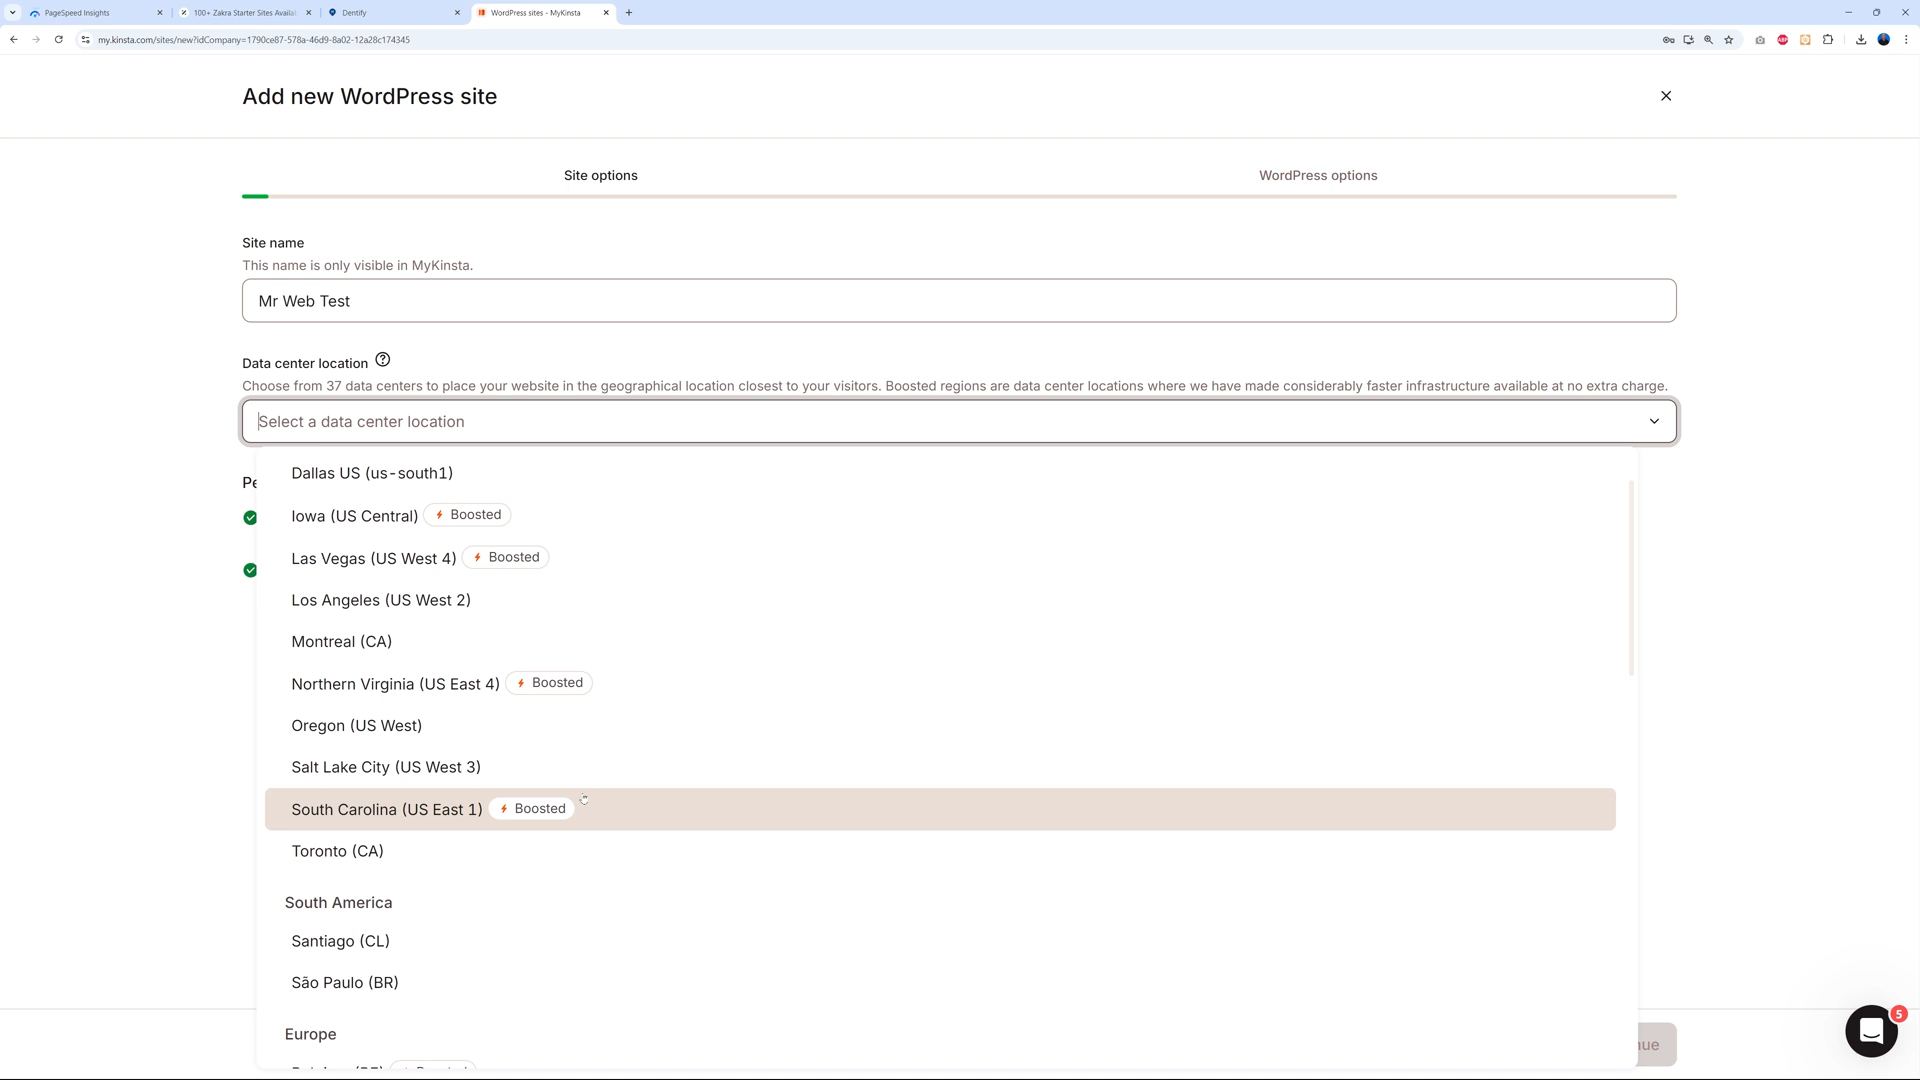 PageSpeed Insights
100+ Zakra Starter Sites Availa
Dentify
WordPress sites - MyKinsta
my.kinsta.com/sites/new?idCompany=1790ce87-578a-46d9-8a02-12a28c174345
ABP
Add new WordPress site
Site options
WordPress options
Site name
This name is only visible in MyKinsta.
Mr Web Test
Data center location
Choose from 37 data centers to place your website in the geographical location closest to your visitors. Boosted regions are data center locations where we have made considerably faster infrastructure available at no extra charge.
Select a data center location
Pe
Dallas US (us-south1)
Iowa (US Central) Boosted
Las Vegas (US West 4) Boosted
Los Angeles (US West 2)
Montreal (CA)
Northern Virginia (US East 4) Boosted
Oregon (US West)
Salt Lake City (US West 3)
South Carolina (US East 1) Boosted
Toronto (CA)
South America
Santiago (CL)
São Paulo (BR)
Europe
5
nue